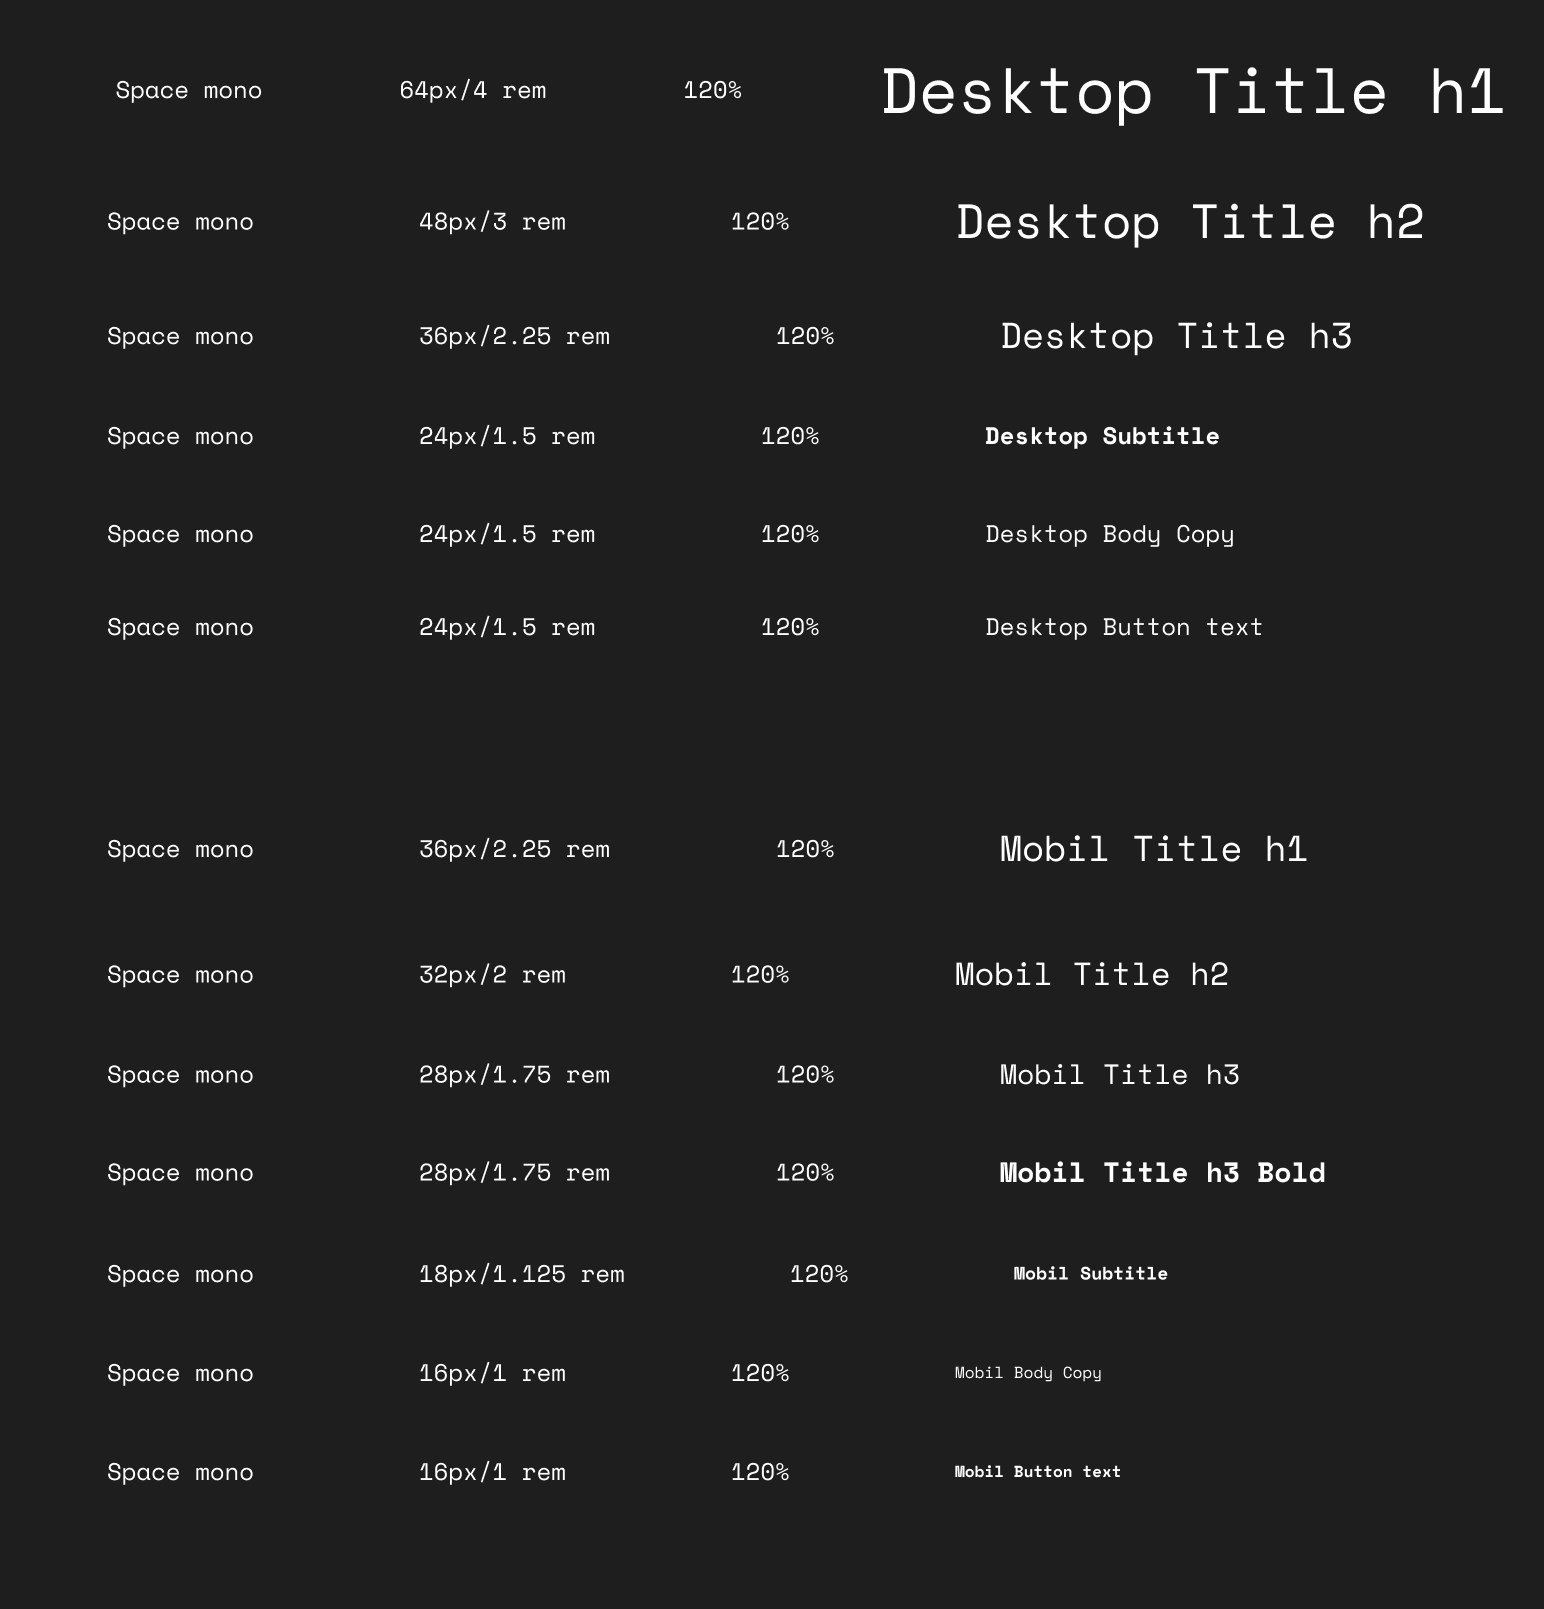 Space mono 64px/4 rem 120% Desktop Title h1
Space mono 48px/3 rem 120% Desktop Title h2
Space mono 36px/2.25 rem 120% Desktop Title h3
Space mono 24px/1.5 rem 120% Desktop Subtitle
Space mono 24px/1.5 rem 120% Desktop Body Copy
Space mono 24px/1.5 rem 120% Desktop Button text
Space mono 36px/2.25 rem 120% Mobil Title h1
Space mono 32px/2 rem 120% Mobil Title h2
Space mono 28px/1.75 rem 120% Mobil Title h3
Space mono 28px/1.75 rem 120% Mobil Title h3 Bold
Space mono 18px/1.125 rem 120% Mobil Subtitle
Space mono 16px/1 rem 120% Mobil Body Copy
Space mono 16px/1 rem 120% Mobil Button text